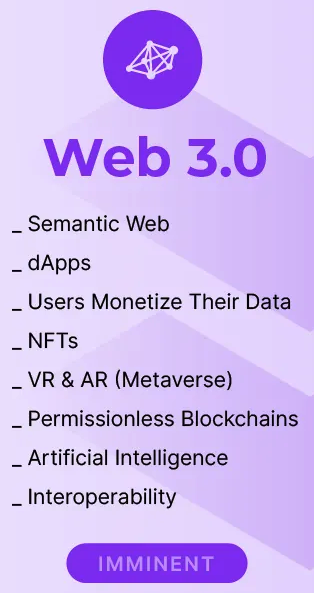 Web 3.0
_ Semantic Web
_ dApps
_ Users Monetize Their Data
_ NFTs
_ VR & AR (Metaverse)
_ Permissionless Blockchains
_ Artificial Intelligence
_ Interoperability
IMMINENT